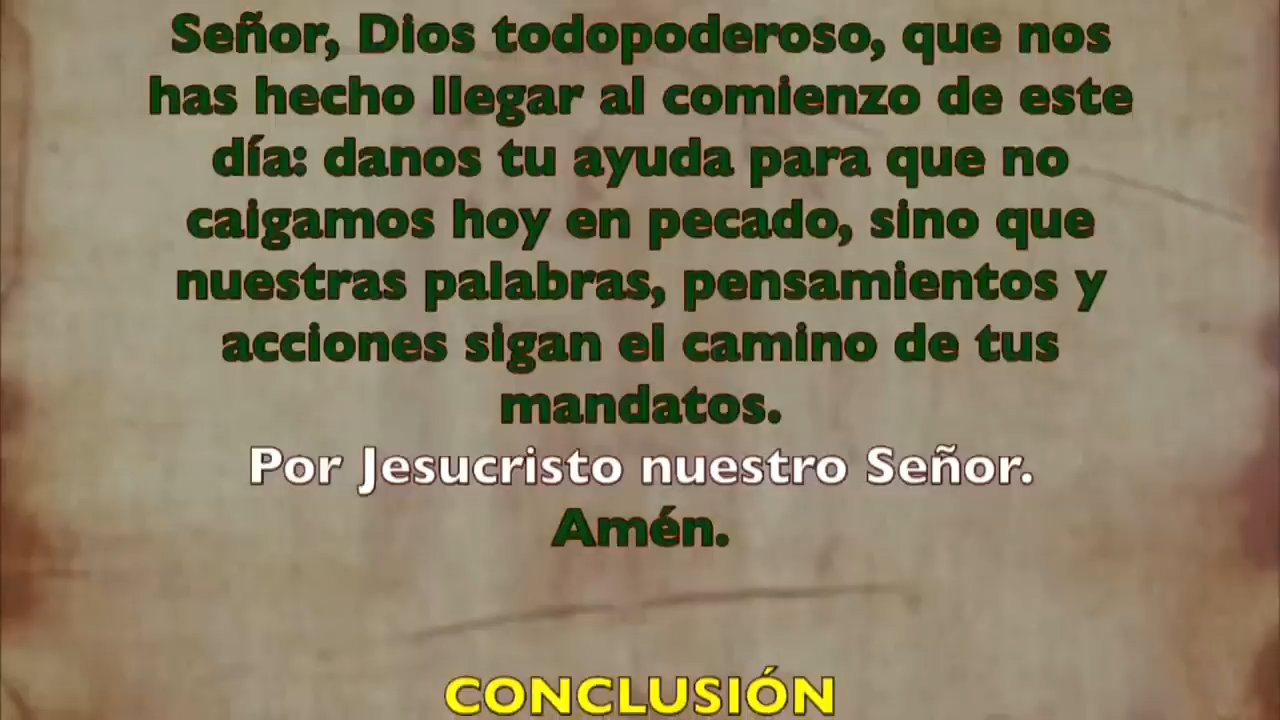 Señor, Dios todopoderoso, que nos
has hecho llegar al comienzo de este
día: danos tu ayuda para que no
caigamos hoy en pecado, sino que
nuestras palabras, pensamientos y
acciones sigan el camino de tus
mandatos.
Por Jesucristo nuestro Señor.
Amén.
CONCLUSIÓN